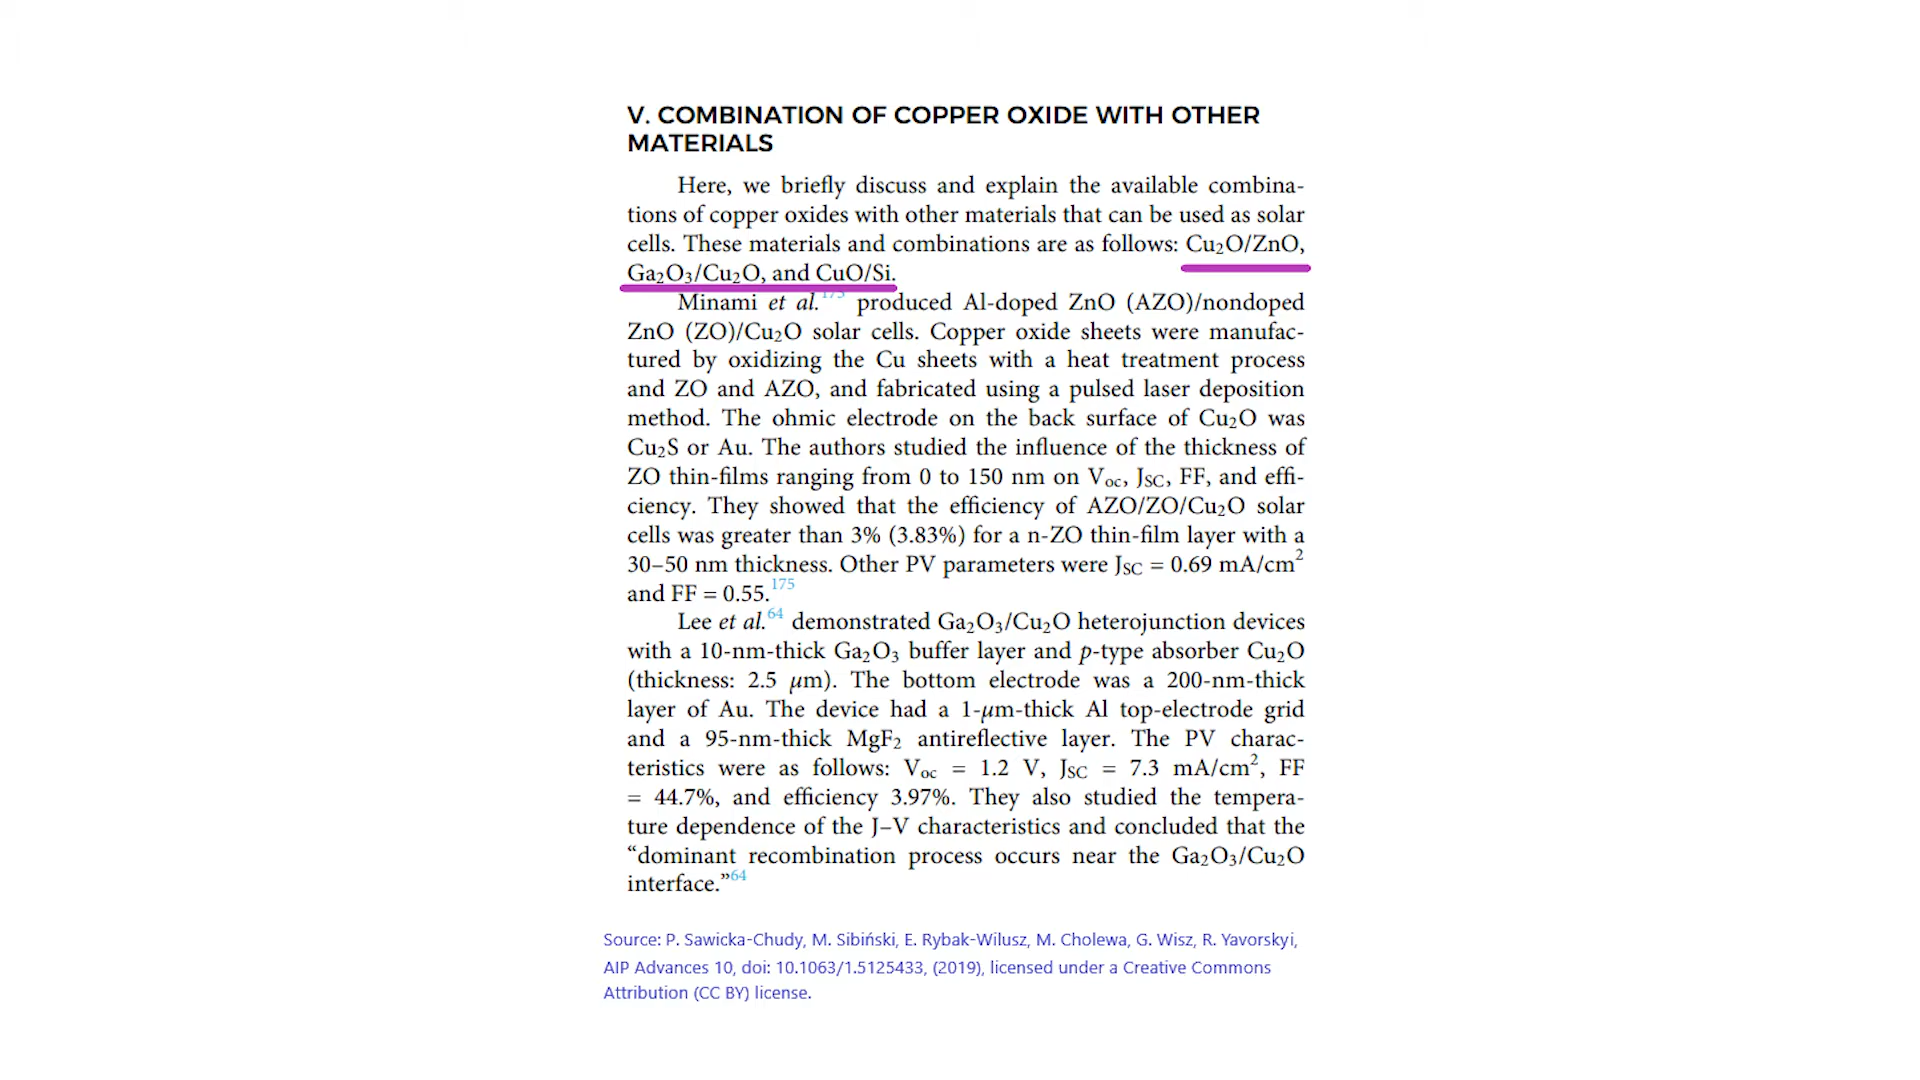 V. COMBINATION OF COPPER OXIDE WITH OTHER
MATERIALS
Here, we briefly discuss and explain the available combina-
tions of copper oxides with other materials that can be used as solar
cells. These materials and combinations are as follows: Cu₂O/ZnO,
Ga₂O₃/Cu₂O, and CuO/Si.
Minami et al.¹⁷⁵ produced Al-doped ZnO (AZO)/nondoped
ZnO (ZO)/Cu₂O solar cells. Copper oxide sheets were manufac-
tured by oxidizing the Cu sheets with a heat treatment process
and ZO and AZO, and fabricated using a pulsed laser deposition
method. The ohmic electrode on the back surface of Cu₂O was
Cu₂S or Au. The authors studied the influence of the thickness of
ZO thin-films ranging from 0 to 150 nm on Voc, JSC, FF, and effi-
ciency. They showed that the efficiency of AZO/ZO/Cu₂O solar
cells was greater than 3% (3.83%) for a n-ZO thin-film layer with a
30–50 nm thickness. Other PV parameters were JSC = 0.69 mA/cm²
and FF = 0.55.¹⁷⁵
Lee et al.⁶⁴ demonstrated Ga₂O₃/Cu₂O heterojunction devices
with a 10-nm-thick Ga₂O₃ buffer layer and p-type absorber Cu₂O
(thickness: 2.5 μm). The bottom electrode was a 200-nm-thick
layer of Au. The device had a 1-μm-thick Al top-electrode grid
and a 95-nm-thick MgF₂ antireflective layer. The PV charac-
teristics were as follows: Voc = 1.2 V, JSC = 7.3 mA/cm², FF
= 44.7%, and efficiency 3.97%. They also studied the tempera-
ture dependence of the J–V characteristics and concluded that the
“dominant recombination process occurs near the Ga₂O₃/Cu₂O
interface.”⁶⁴
Source: P. Sawicka-Chudy, M. Sibiński, E. Rybak-Wilusz, M. Cholewa, G. Wisz, R. Yavorskyi,
AIP Advances 10, doi: 10.1063/1.5125433, (2019), licensed under a Creative Commons
Attribution (CC BY) license.